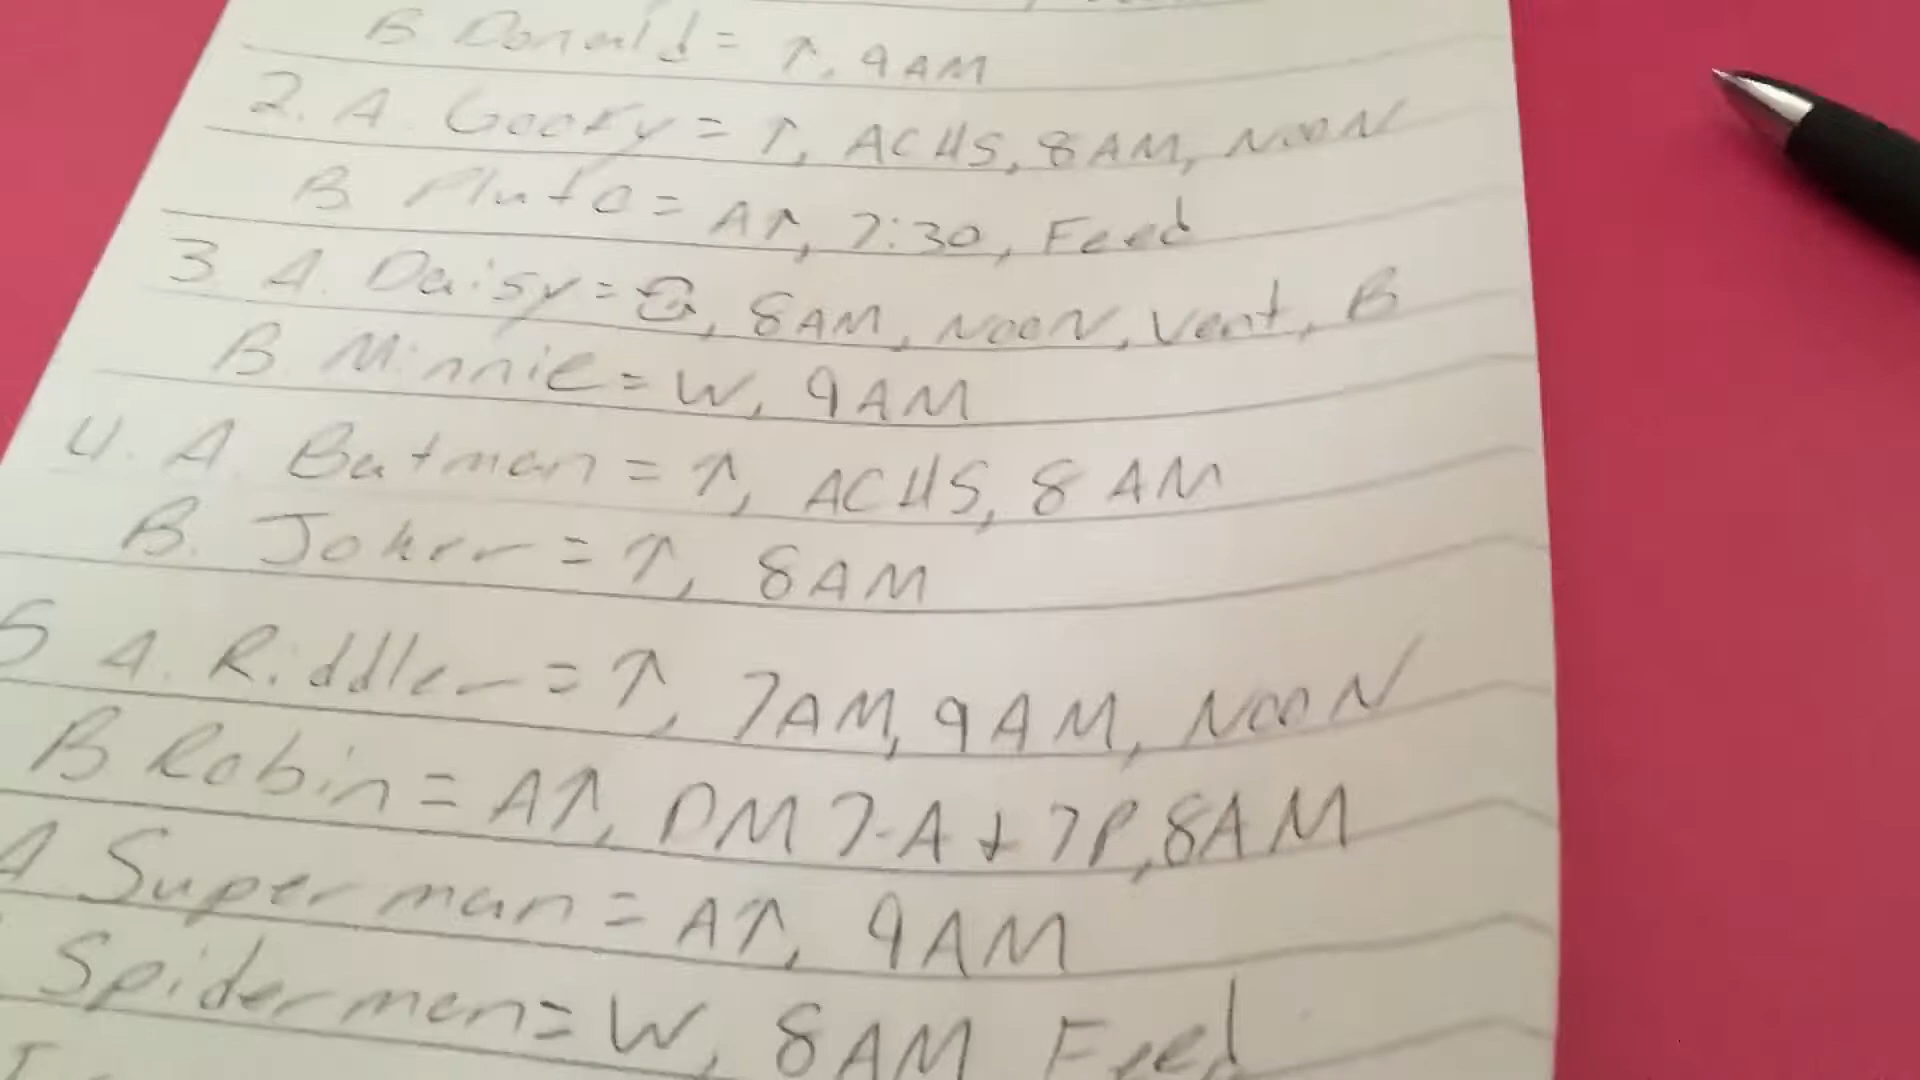 B. Donald = ↑, 9AM
2. A. Goofy = ↑, ACHS, 8AM, NOON
B. Pluto = A↑, 7:30, Feed
3. A. Daisy = , 8AM, NOON, Vent, B
B. Minnie = W, 9AM
4. A. Batman = ↑, ACHS, 8 AM
B. Joker = ↑, 8AM
5 A. Riddler = ↑, 7AM, 9AM, NOON
B Robin = A↑, DM 7-A + 7P, 8AM
A Superman = A↑, 9AM
Spiderman = W, 8AM Feed